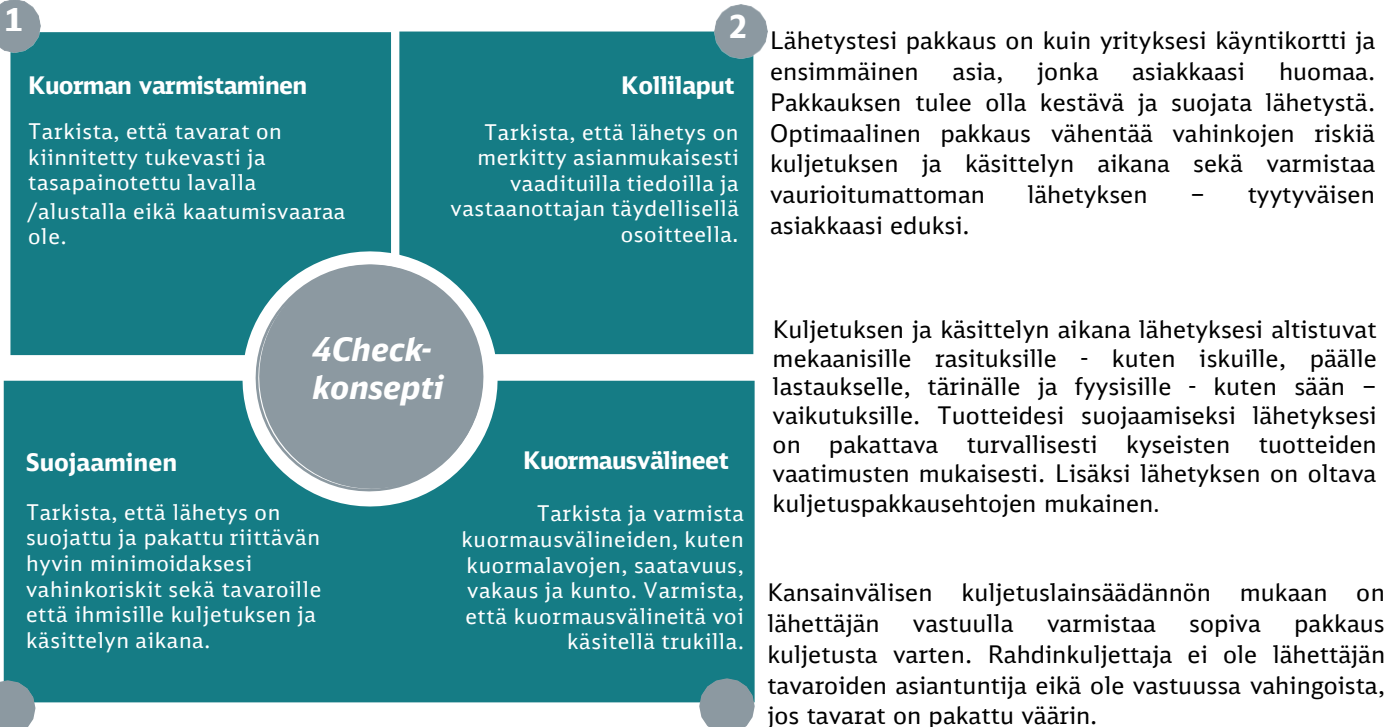 1
Kuorman varmistaminen
Tarkista, että tavarat on
kiinnitetty tukevasti ja
tasapainotettu lavalla
/alustalla eikä kaatumisvaaraa
ole.
2
Kollilaput
Tarkista, että lähetys on
merkitty asianmukaisesti
vaadituilla tiedoilla ja
vastaanottajan täydellisellä
osoitteella.
4Check-
konsepti
Suojaaminen
Tarkista, että lähetys on
suojattu ja pakattu riittävän
hyvin minimoidaksesi
vahinkoriskit sekä tavaroille
että ihmisille kuljetuksen ja
käsittelyn aikana.
Kuormausvälineet
Tarkista ja varmista
kuormausvälineiden, kuten
kuormalavojen, saatavuus,
vakaus ja kunto. Varmista,
että kuormausvälineitä voi
käsitellä trukilla.
Lähetystesi pakkaus on kuin yrityksesi käyntikortti ja
ensimmäinen asia, jonka asiakkaasi huomaa.
Pakkauksen tulee olla kestävä ja suojata lähetystä.
Optimaalinen pakkaus vähentää vahinkojen riskiä
kuljetuksen ja käsittelyn aikana sekä varmistaa
vaurioitumattoman lähetyksen – tyytyväisen
asiakkaasi eduksi.
Kuljetuksen ja käsittelyn aikana lähetyksesi altistuvat
mekaanisille rasituksille - kuten iskuille, päälle
lastaukselle, tärinälle ja fyysisille - kuten sään –
vaikutuksille. Tuotteidesi suojaamiseksi lähetyksesi
on pakattava turvallisesti kyseisten tuotteiden
vaatimusten mukaisesti. Lisäksi lähetyksen on oltava
kuljetuspakkausehtojen mukainen.
Kansainvälisen kuljetuslainsäädännön mukaan on
lähettäjän vastuulla varmistaa sopiva pakkaus
kuljetusta varten. Rahdinkuljettaja ei ole lähettäjän
tavaroiden asiantuntija eikä ole vastuussa vahingoista,
jos tavarat on pakattu väärin.